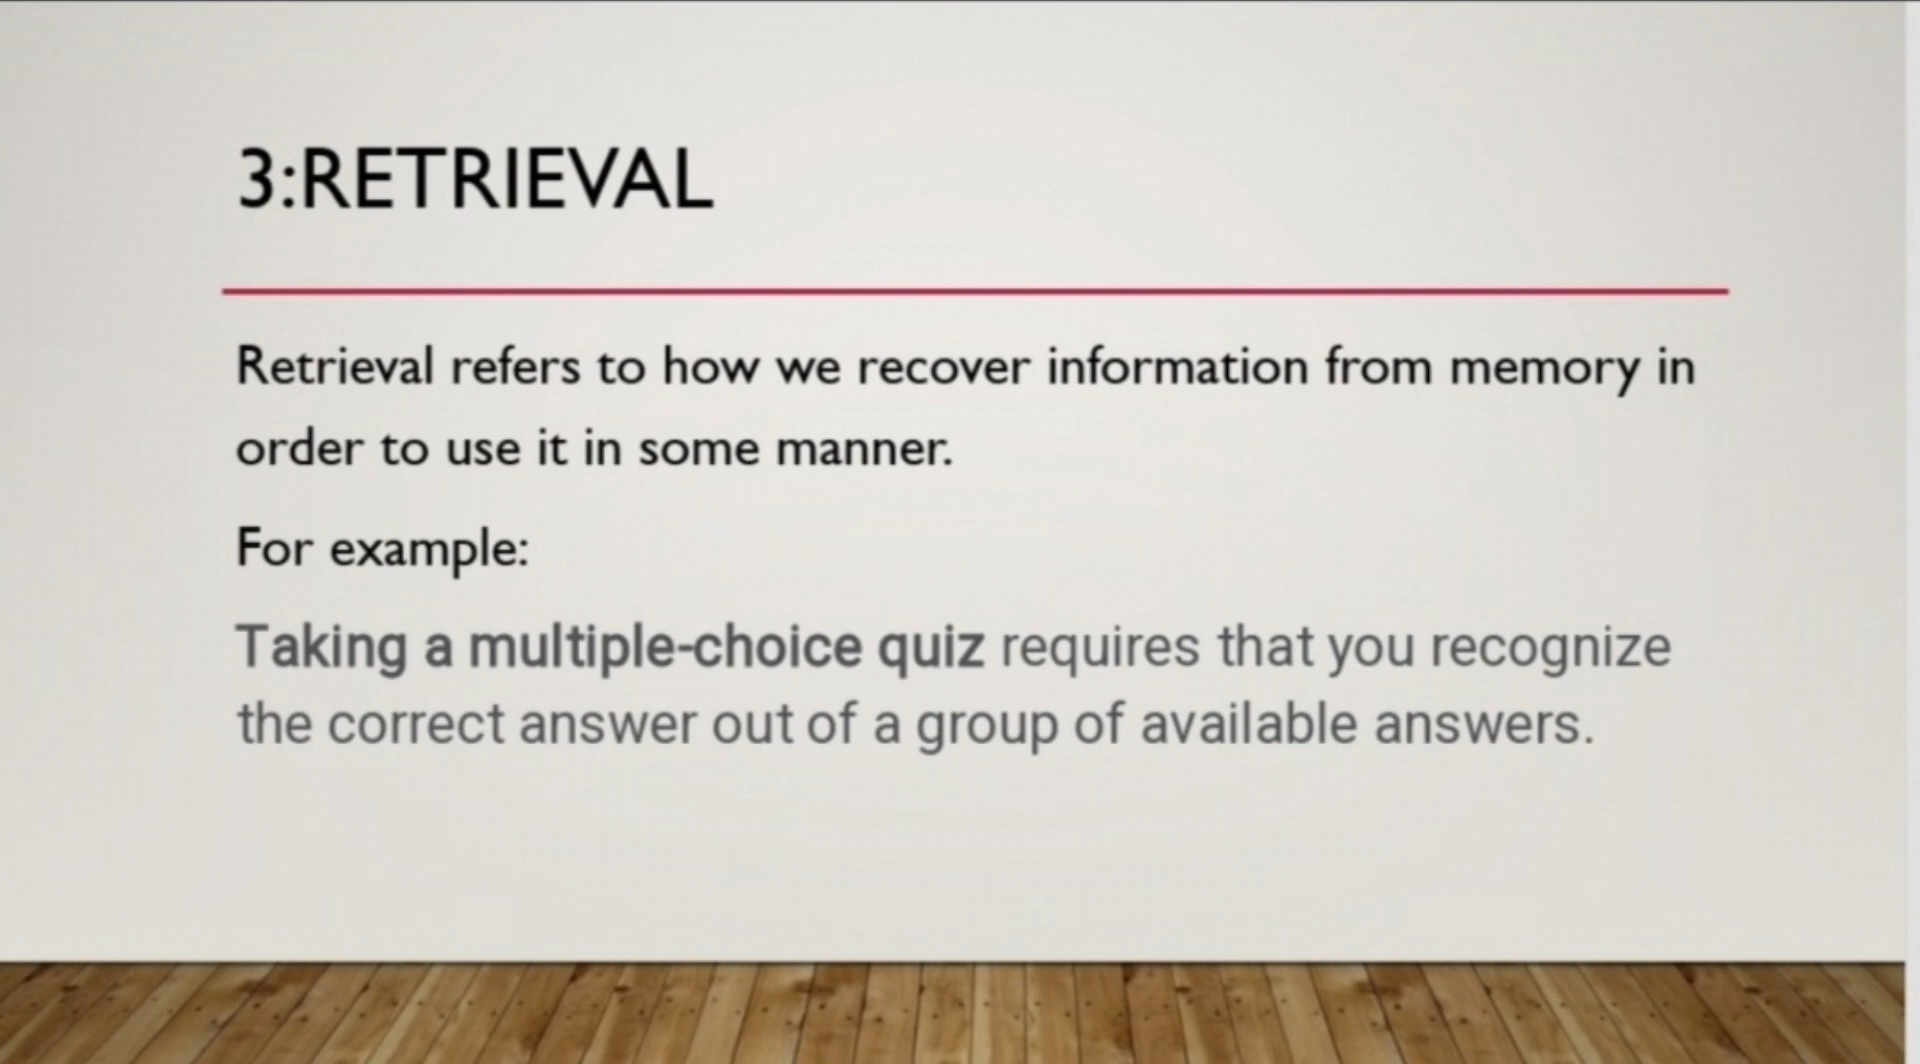 3:RETRIEVAL
Retrieval refers to how we recover information from memory in
order to use it in some manner.
For example:
Taking a multiple-choice quiz requires that you recognize
the correct answer out of a group of available answers.